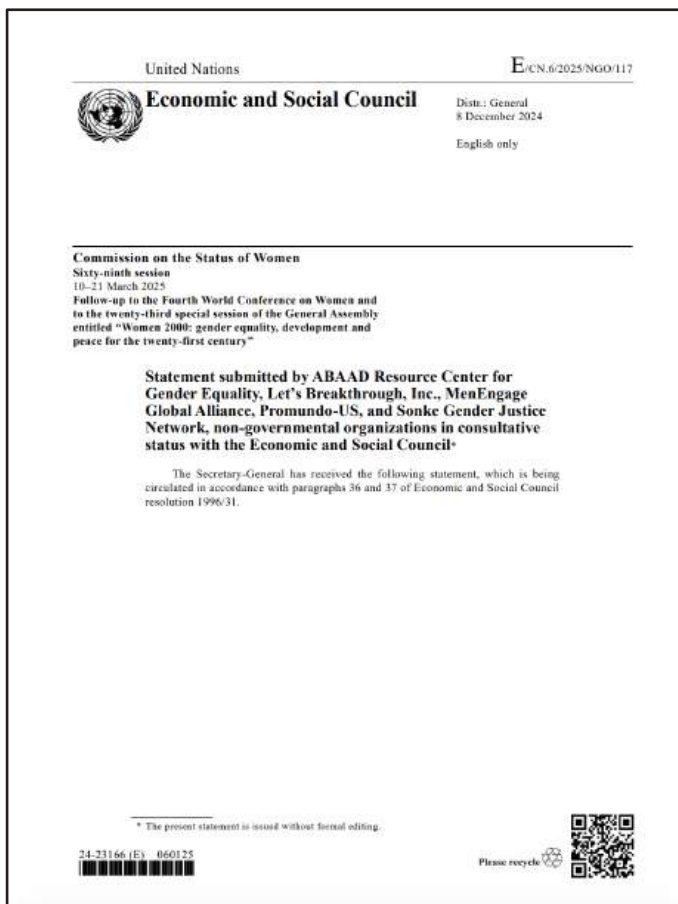 United Nations
E/CN.6/2025/NGO/117
Economic and Social Council
Distr.: General
8 December 2024
English only
Commission on the Status of Women
Sixty-ninth session
10–21 March 2025
Follow-up to the Fourth World Conference on Women and
to the twenty-third special session of the General Assembly
entitled “Women 2000: gender equality, development and
peace for the twenty-first century”
Statement submitted by ABAAD Resource Center for
Gender Equality, Let’s Breakthrough, Inc., MenEngage
Global Alliance, Promundo-US, and Sonke Gender Justice
Network, non-governmental organizations in consultative
status with the Economic and Social Council*
The Secretary-General has received the following statement, which is being
circulated in accordance with paragraphs 36 and 37 of Economic and Social Council
resolution 1996/31.
* The present statement is issued without formal editing.
24-23166 (E) 060125
Please recycle